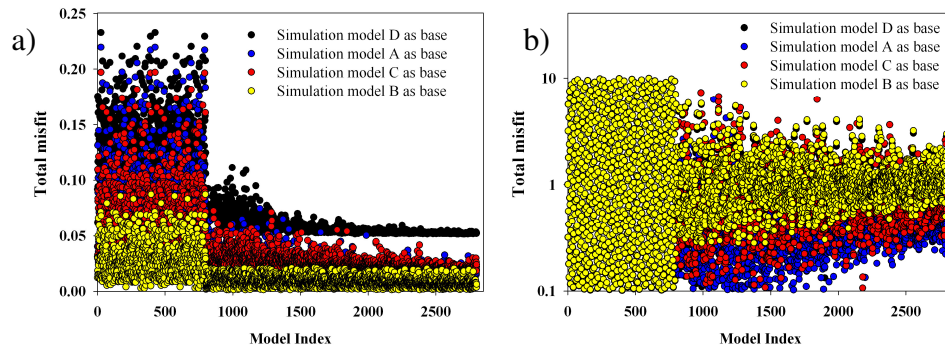 a)
Total misfit
0.25
0.20
0.15
0.10
0.05
0.00
Simulation model D as base
Simulation model A as base
Simulation model C as base
Simulation model B as base
0 500 1000 1500 2000 2500
Model Index
b)
Total misfit
10
1
0.1
Simulation model D as base
Simulation model A as base
Simulation model C as base
Simulation model B as base
0 500 1000 1500 2000 2500
Model Index